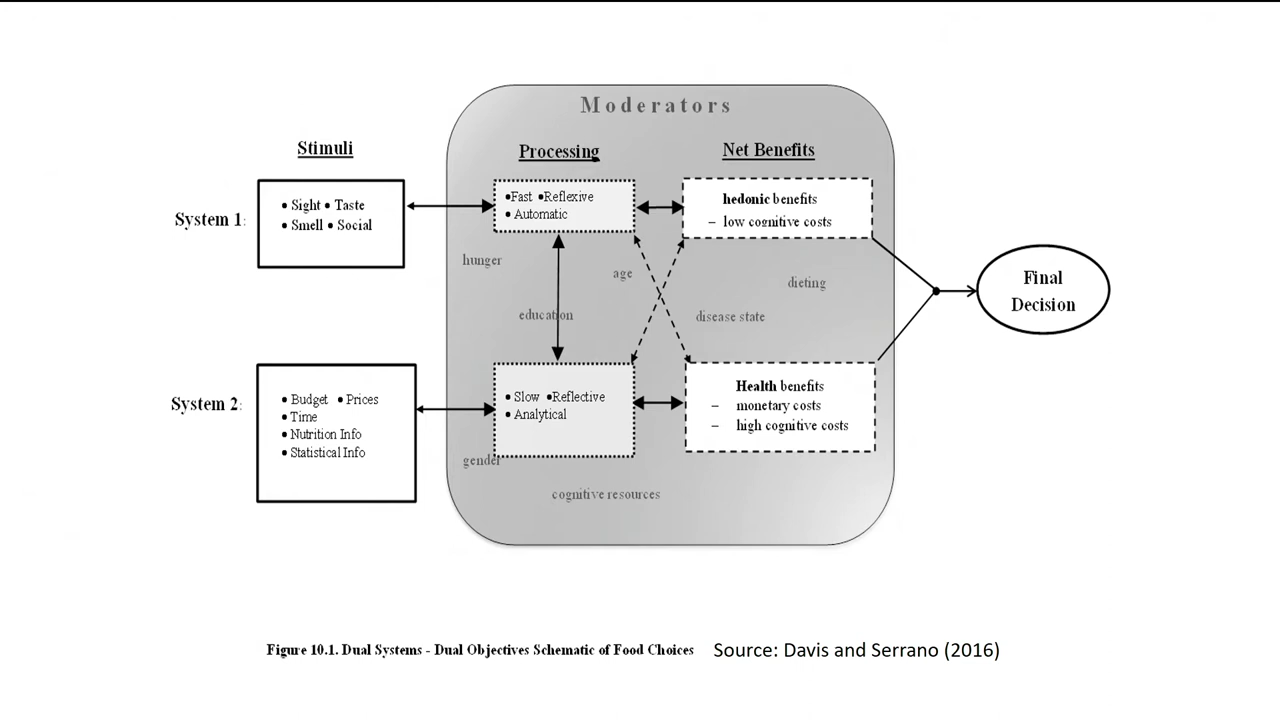 Moderators
Stimuli
Processing
Net Benefits
System 1:
• Sight • Taste
• Smell • Social
•Fast •Reflexive
• Automatic
hedonic benefits
– low cognitive costs
hunger
age
dieting
education
disease state
Final
Decision
System 2:
• Budget • Prices
• Time
• Nutrition Info
• Statistical Info
• Slow •Reflective
• Analytical
Health benefits
– monetary costs
– high cognitive costs
gender
cognitive resources
Figure 10.1. Dual Systems - Dual Objectives Schematic of Food Choices Source: Davis and Serrano (2016)